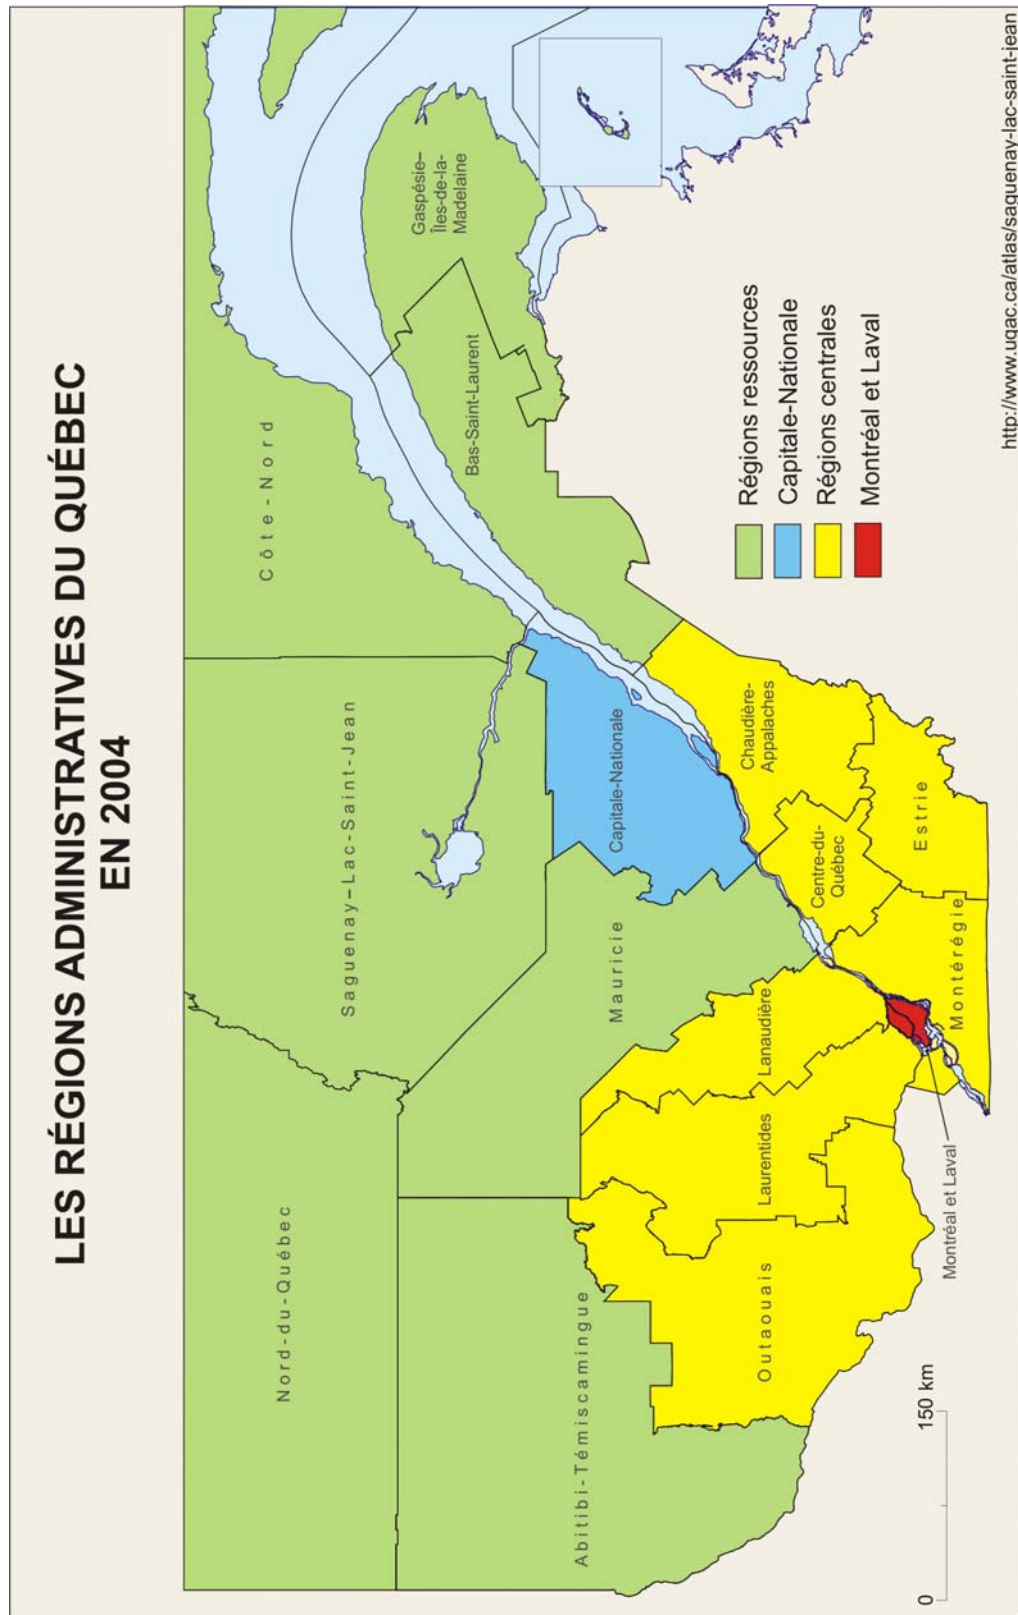 LES RÉGIONS ADMINISTRATIVES DU QUÉBEC
EN 2004
Nord-du-Québec
Côte-Nord
Saguenay–Lac-Saint-Jean
Gaspésie–
Îles-de-la-
Madelaine
Bas-Saint-Laurent
Abitibi-Témiscamingue
Mauricie
Capitale-Nationale
Outaouais
Laurentides
Lanaudière
Chaudière-
Appalaches
Centre-du-
Québec
Estrie
Montérégie
Montréal et Laval
Régions ressources
Capitale-Nationale
Régions centrales
Montréal et Laval
0 150 km
http://www.uqac.ca/atlas/saguenay-lac-saint-jean